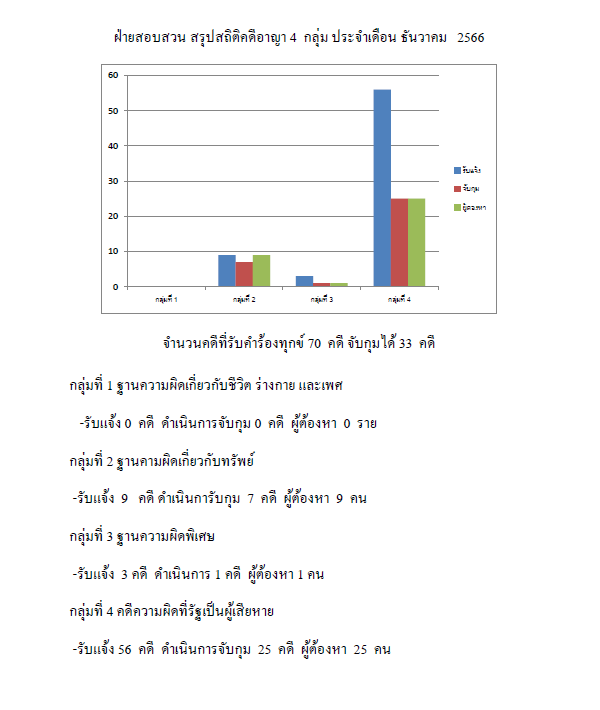 ฝ่ายสอบสวน สรุปสถิติคดีอาญา 4 กลุ่ม ประจำเดือน ธันวาคม 2566
60
50
40
30
20
10
0
กลุ่มที่ 1 กลุ่มที่ 2 กลุ่มที่ 3 กลุ่มที่ 4
รับแจ้ง
จับกุม
ผู้ต้องหา
จำนวนคดีที่รับคำร้องทุกข์ 70 คดี จับกุมได้ 33 คดี
กลุ่มที่ 1 ฐานความผิดเกี่ยวกับชีวิต ร่างกาย และเพศ
-รับแจ้ง 0 คดี ดำเนินการจับกุม 0 คดี ผู้ต้องหา 0 ราย
กลุ่มที่ 2 ฐานคามผิดเกี่ยวกับทรัพย์
-รับแจ้ง 9 คดี ดำเนินการับกุม 7 คดี ผู้ต้องหา 9 คน
กลุ่มที่ 3 ฐานความผิดพิเศษ
-รับแจ้ง 3 คดี ดำเนินการ 1 คดี ผู้ต้องหา 1 คน
กลุ่มที่ 4 คดีความผิดที่รัฐเป็นผู้เสียหาย
-รับแจ้ง 56 คดี ดำเนินการจับกุม 25 คดี ผู้ต้องหา 25 คน